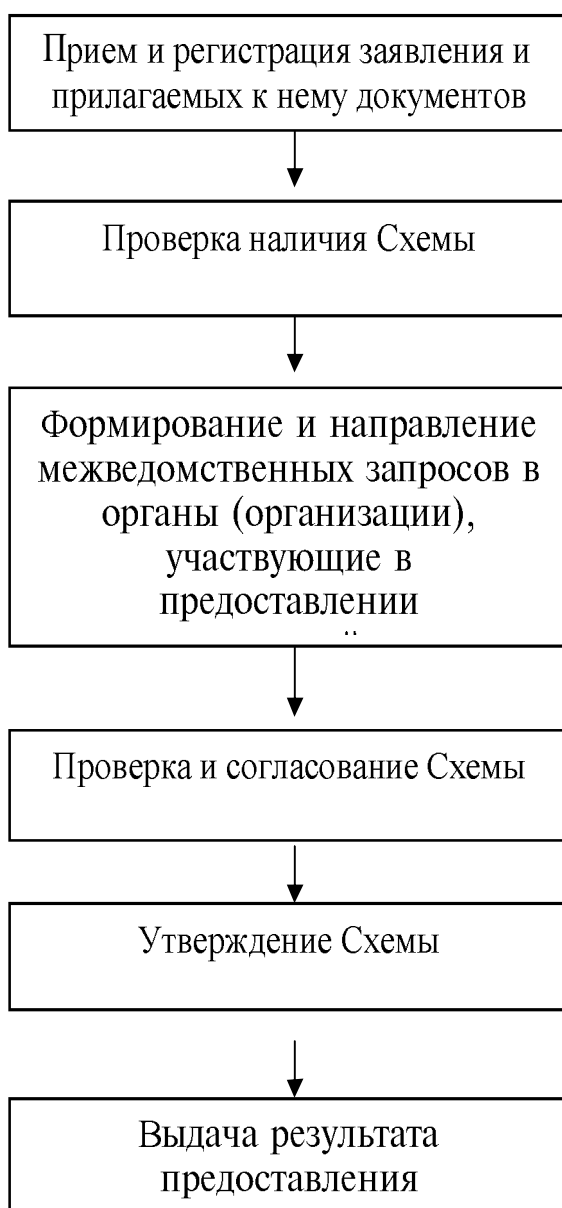 Прием и регистрация заявления и
прилагаемых к нему документов
Проверка наличия Схемы
Формирование и направление
межведомственных запросов в
органы (организации),
участвующие в
предоставлении
Проверка и согласование Схемы
Утверждение Схемы
Выдача результата
предоставления